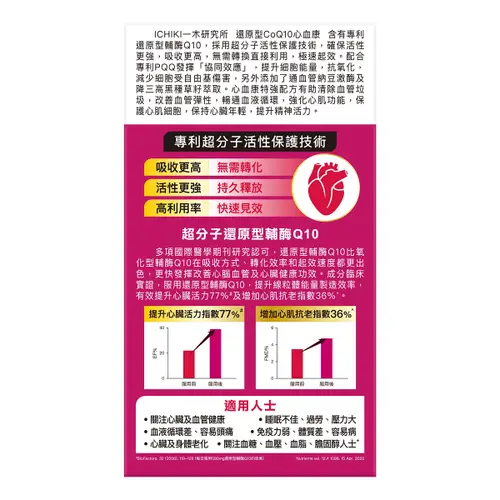 ICHIKI一木研究所 還原型CoQ10心血康 含有專利
還原型輔酶Q10，採用超分子活性保護技術，確保活性
更強，吸收更高，無需轉換直接利用，極速起效。配合
專利PQQ發揮「協同效應」，提升細胞能量，抗氧化，
減少細胞受自由基傷害，另外添加了通血管納豆激酶及
降三高黑種草籽萃取。心血康特強配方有助清除血管垃
圾，改善血管彈性，暢通血液循環，強化心肌功能，保
護心肌細胞，保持心臟年輕，提升精神活力。
專利超分子活性保護技術
吸收更高 無需轉化
活性更強 持久釋放
高利用率 快速見效
超分子還原型輔酶Q10
多項國際醫學期刊研究認可，還原型輔酶Q10比氧
化型輔酶Q10在吸收方式、轉化效率和起效速度都更出
色，更快發揮改善心腦血管及心臟健康功效。成分臨床
實證，服用還原型輔酶Q10，提升線粒體能量製造效率，
有效提升心臟活力77%#及增加心肌抗老指數36%^。
提升心臟活力指數77%#
增加心肌抗老指數36%^
EF%
40
20
0
服用前 服用後
FMD%
6
4
2
0
服用前 服用後
適用人士
• 關注心臟及血管健康 • 睡眠不佳、過勞、壓力大
• 血液循環差、容易頭痛 • 免疫力弱、體質差、容易病
• 心臟及身體老化 • 關注血糖、血壓、血脂、膽固醇人士*